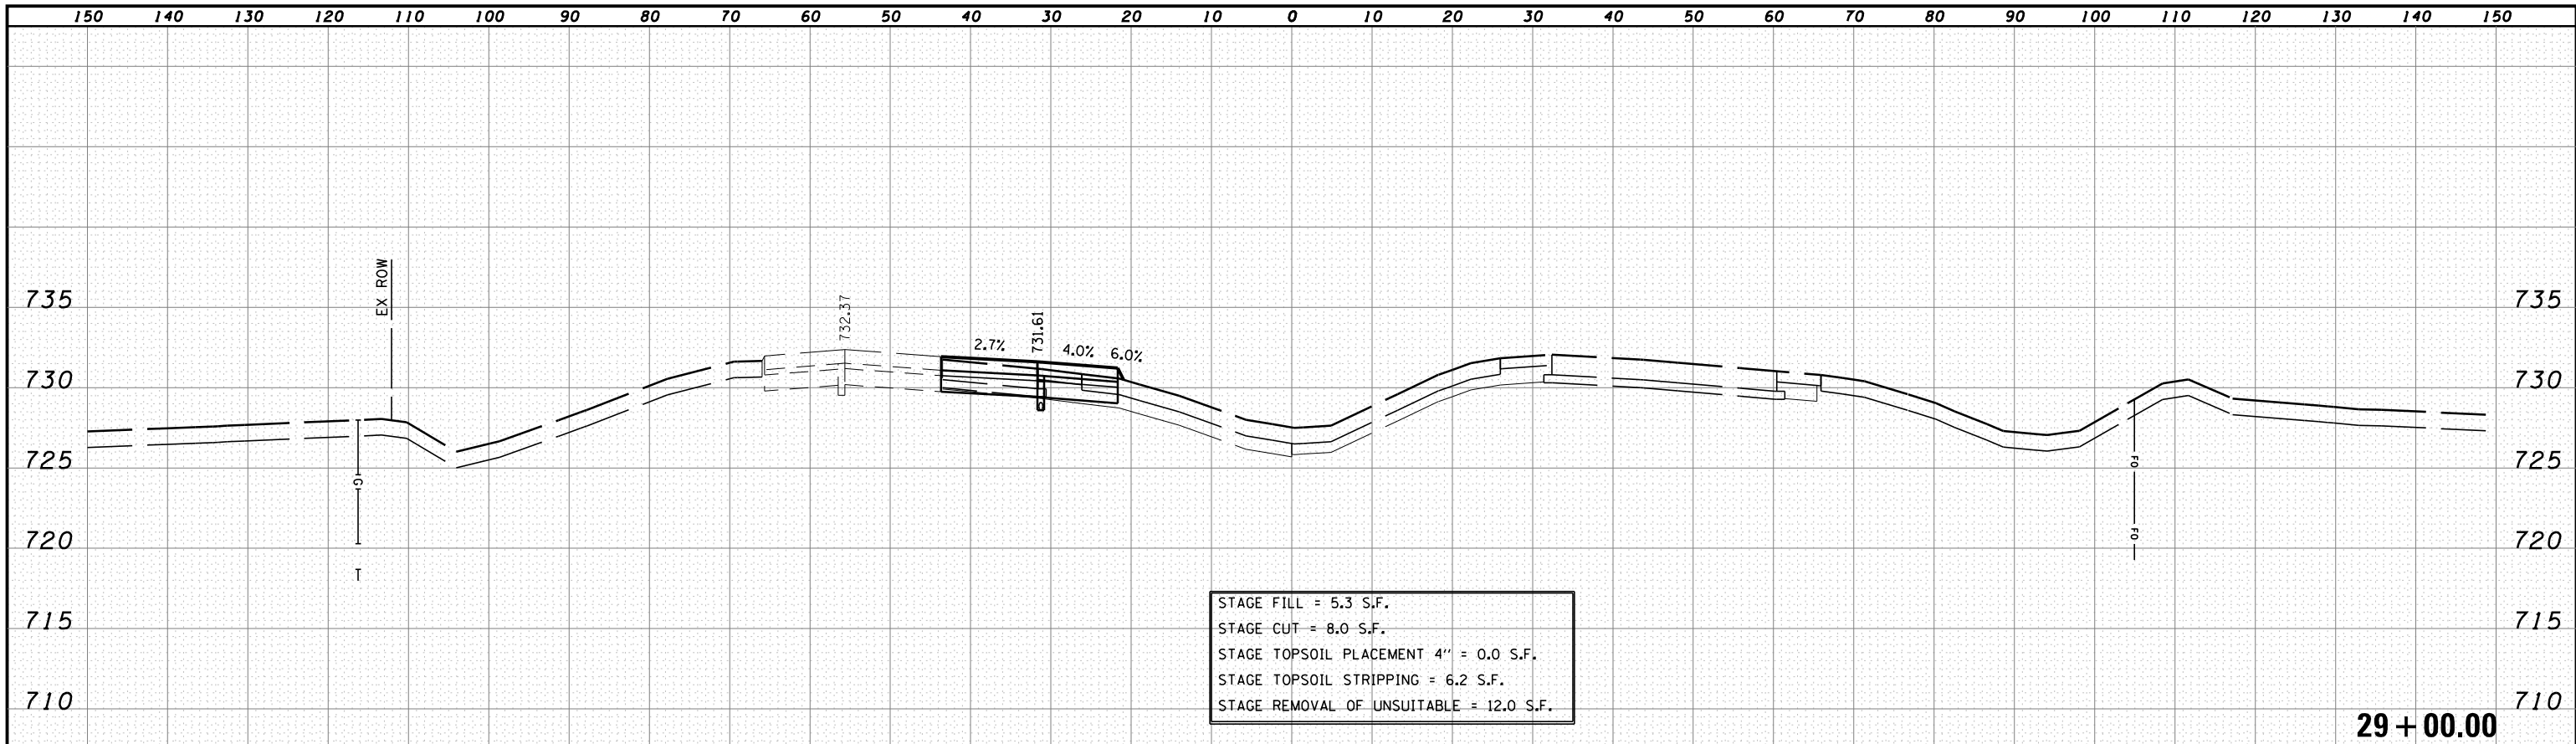 150 140 130 120 110 100 90 80 70 60 50 40 30 20 10 0 10 20 30 40 50 60 70 80 90 100 110 120 130 140 150
EX ROW
735 735
732.37
731.61
2.7% 4.0% 6.0%
730 730
725 725
G
FO
FO
720 720
T
STAGE FILL = 5.3 S.F.
STAGE CUT = 8.0 S.F.
STAGE TOPSOIL PLACEMENT 4'' = 0.0 S.F.
STAGE TOPSOIL STRIPPING = 6.2 S.F.
STAGE REMOVAL OF UNSUITABLE = 12.0 S.F.
715 715
710 710
29+00.00